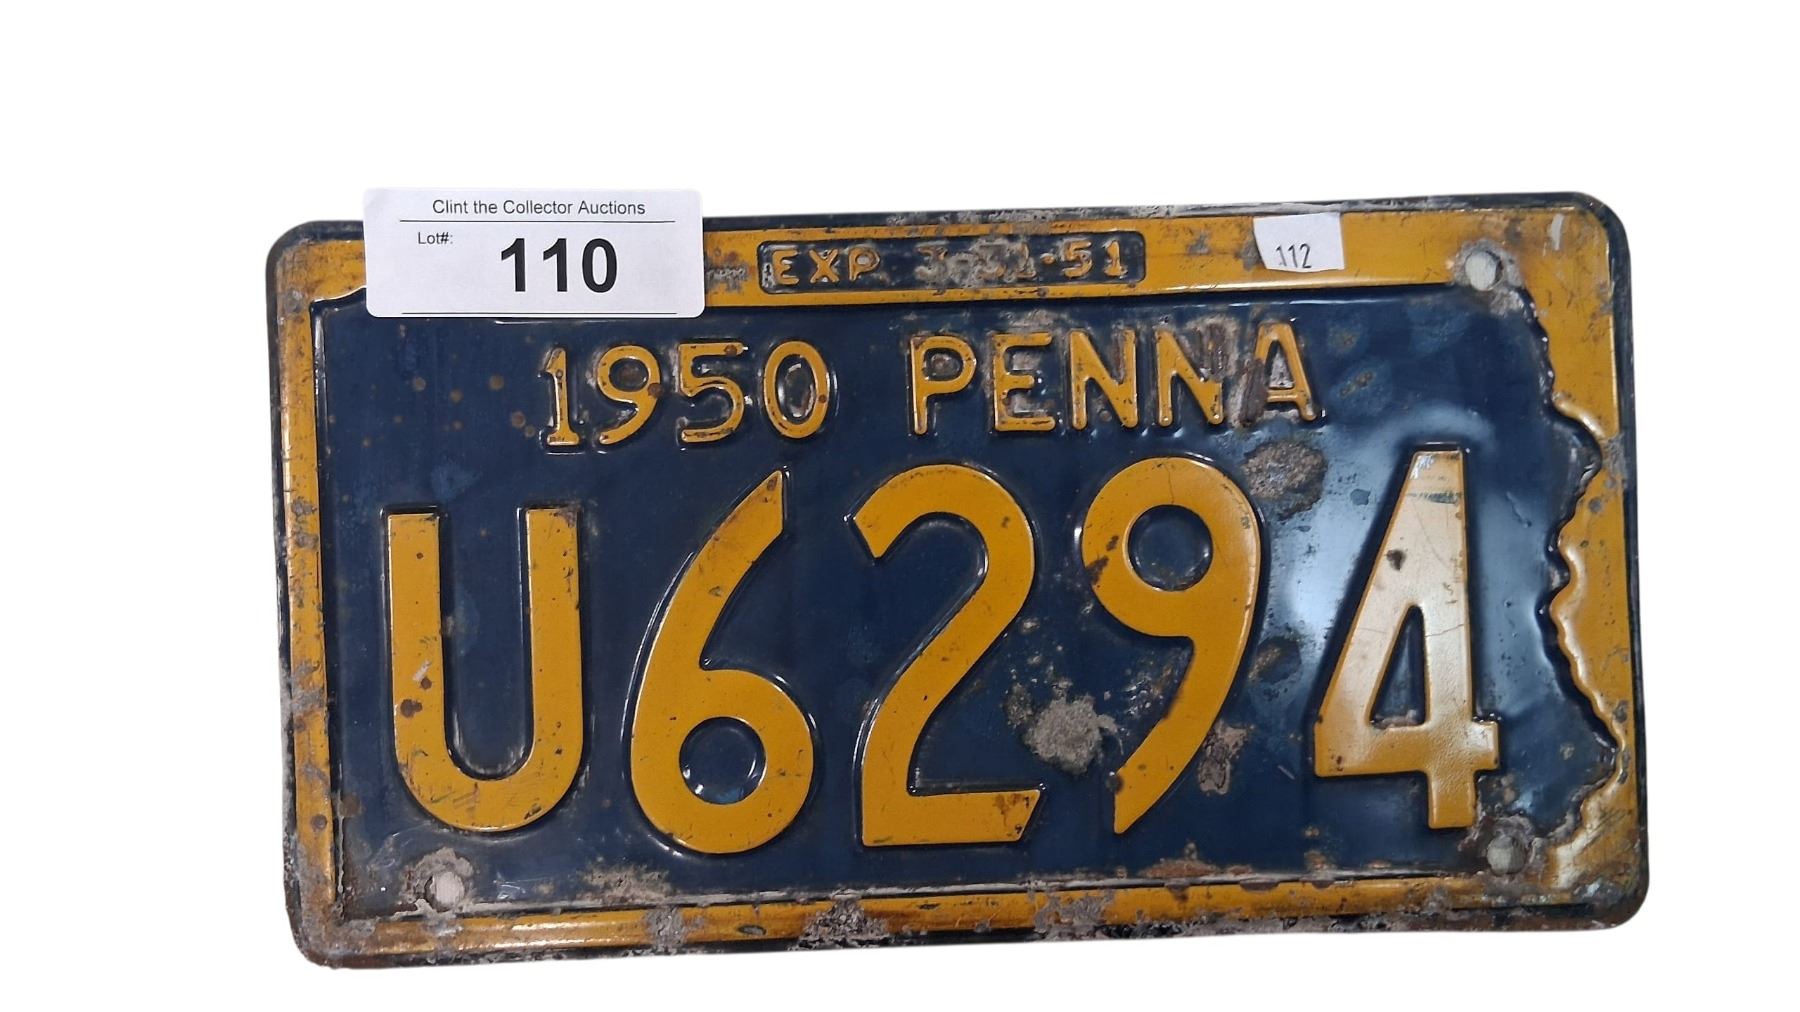 Clint the Collector Auctions
Lot#: 110
EXP 3-31-51
112
1950 PENNA
U6294